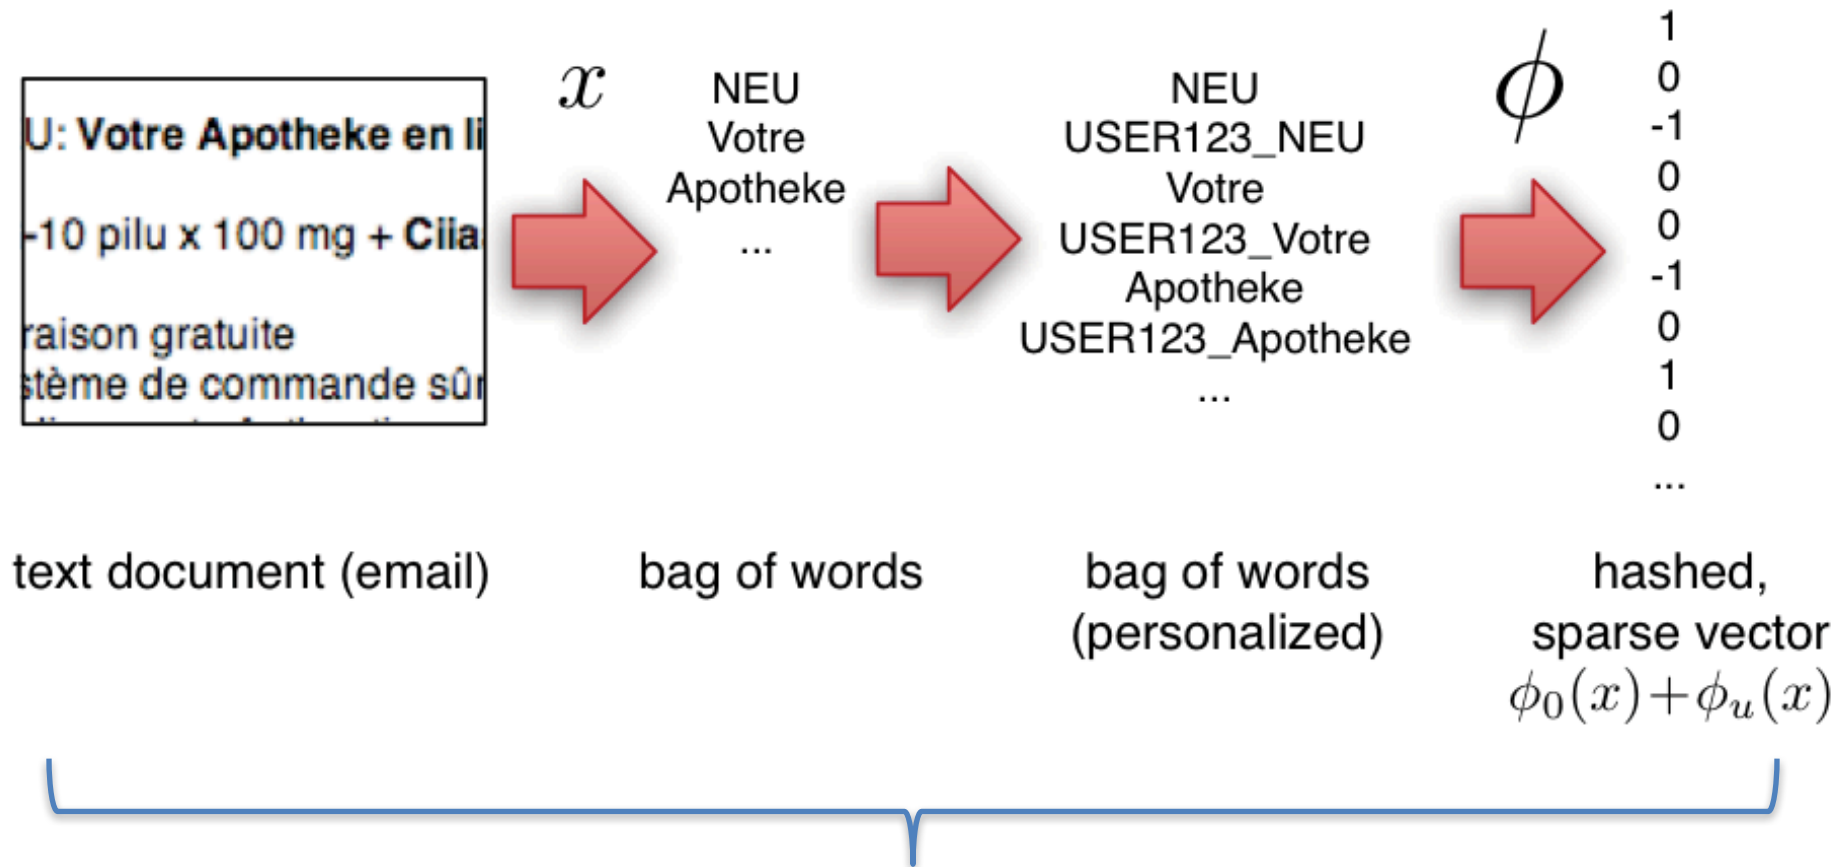 U: Votre Apotheke en li
-10 pilu x 100 mg + Ciia
raison gratuite
stème de commande sûr
x
NEU
Votre
Apotheke
...
NEU
USER123_NEU
Votre
USER123_Votre
Apotheke
USER123_Apotheke
...
ϕ
1
0
-1
0
0
-1
0
1
0
...
text document (email)
bag of words
bag of words
(personalized)
hashed,
sparse vector
ϕ₀(x)+ϕᵤ(x)